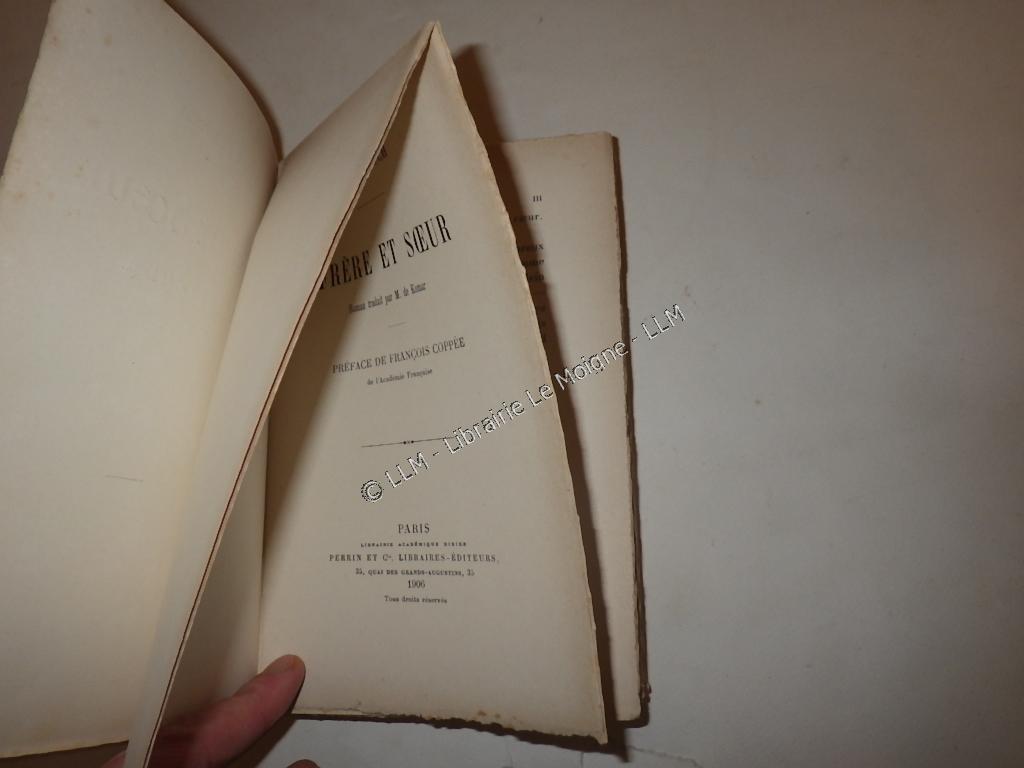 FRÈRE ET SŒUR
Roman traduit par M. de Komar
PRÉFACE DE FRANÇOIS COPPÉE
de l'Académie Française
PARIS
LIBRAIRIE ACADÉMIQUE DIDIER
PERRIN ET Cie, LIBRAIRES-ÉDITEURS,
35, QUAI DES GRANDS-AUGUSTINS, 35
1906
Tous droits réservés
III
cœur.
© LLM - Librairie Le Moigne - LLM